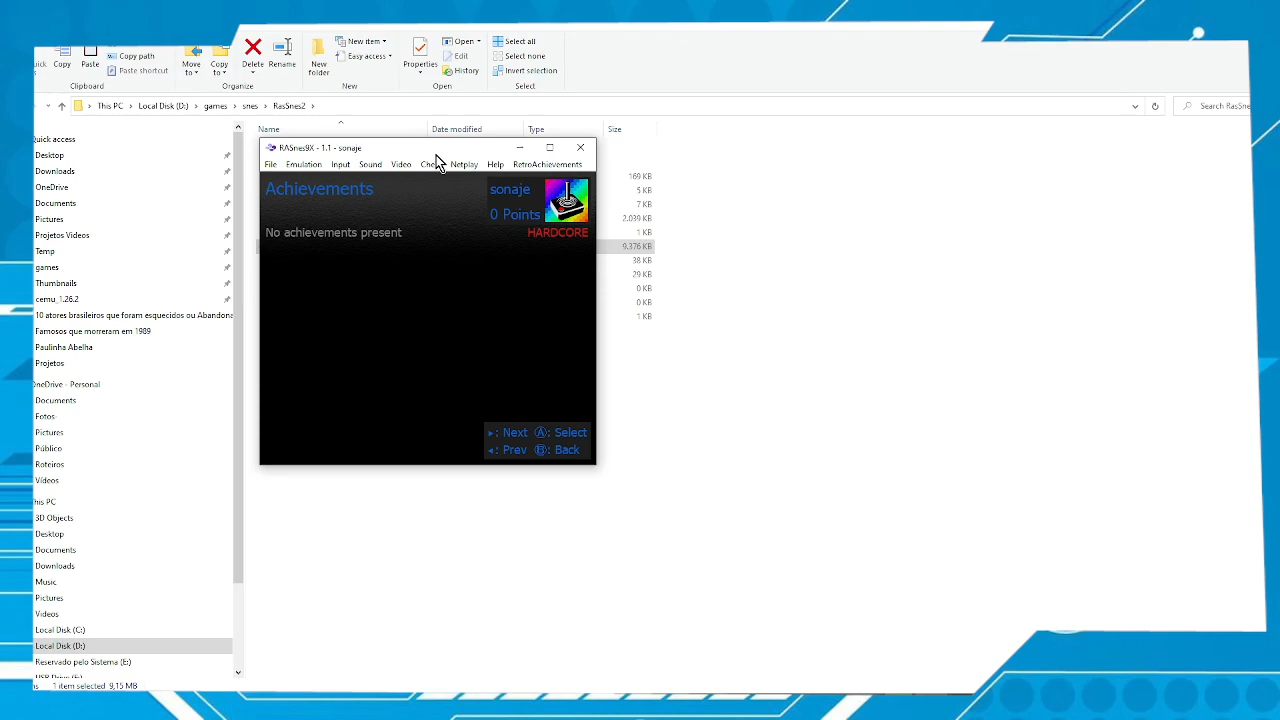 New item
Open
Select all
Copy path
Edit
Select none
Easy access
Copy
Paste
Move to
Copy to
Delete
Rename
New folder
Properties
Paste shortcut
History
Invert selection
Clipboard
Organize
New
Open
Select
This PC > Local Disk (D:) > games > snes > RasSnes2 >
Search RasSne
Name
Date modified
Type
Size
Quick access
Desktop
Downloads
OneDrive
Documents
Pictures
Projetos Videos
Temp
games
Thumbnails
cemu_1.26.2
10 atores brasileiros que foram esquecidos ou Abandona
Famosos que morreram em 1989
Paulinha Abelha
Projetos
OneDrive - Personal
Documents
Fotos-
Pictures
Público
Roteiros
Vídeos
This PC
3D Objects
Desktop
Documents
Downloads
Music
Pictures
Videos
Local Disk (C:)
Local Disk (D:)
Reservado pelo Sistema (E:)
1 item selected 9,15 MB
RASnes9X - 1.1 - sonaje
File Emulation Input Sound Video Che Netplay Help RetroAchievements
Achievements
sonaje
0 Points
No achievements present
HARDCORE
►: Next Ⓐ: Select
◄: Prev Ⓑ: Back
169 KB
5 KB
7 KB
2.039 KB
1 KB
9.376 KB
38 KB
29 KB
0 KB
0 KB
1 KB